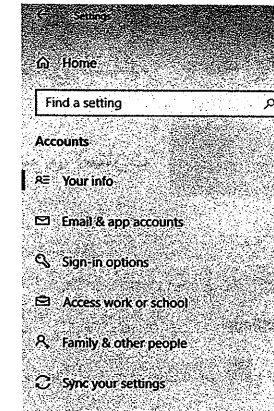 Settings
Home
Find a setting
Accounts
Your info
Email & app accounts
Sign-in options
Access work or school
Family & other people
Sync your settings